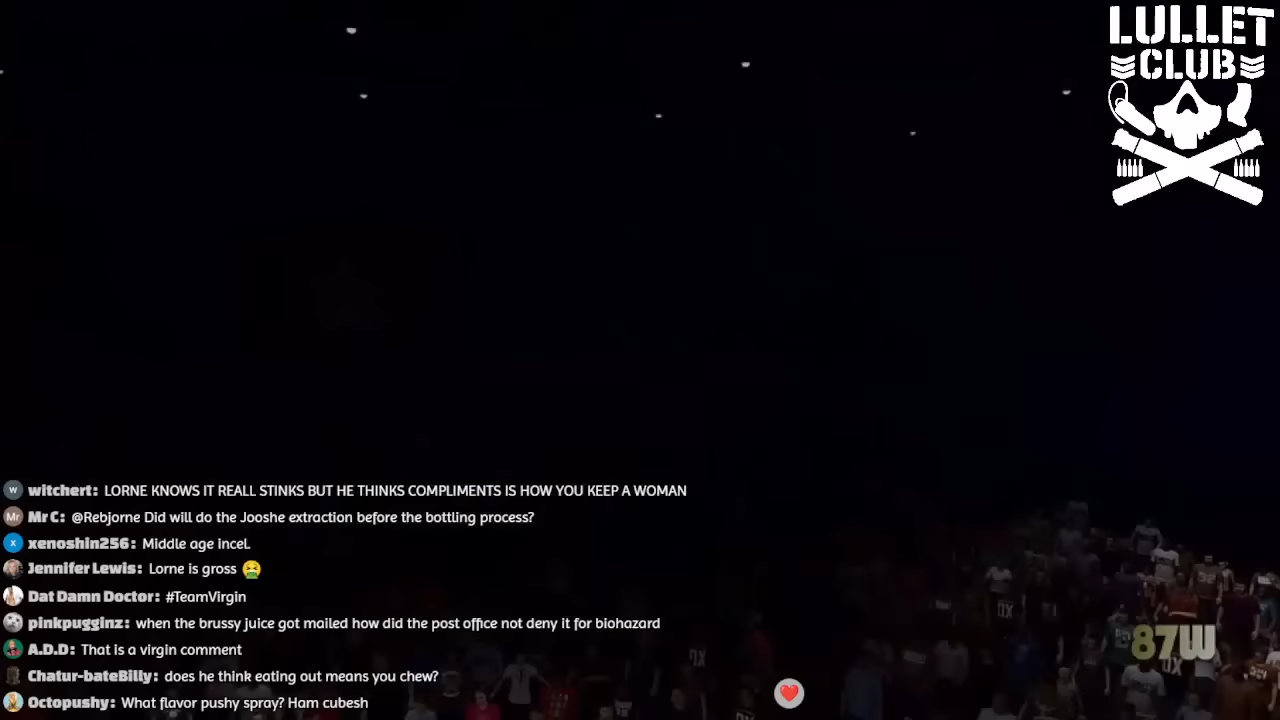 LULLET
CLUB
witchert: LORNE KNOWS IT REALL STINKS BUT HE THINKS COMPLIMENTS IS HOW YOU KEEP A WOMAN
Mr C: @Rebjorne Did will do the Jooshe extraction before the bottling process?
xenoshin256: Middle age incel.
Jennifer Lewis: Lorne is gross 🤮
Dat Damn Doctor: #TeamVirgin
pinkpugginz: when the brussy juice got mailed how did the post office not deny it for biohazard
A.D.D: That is a virgin comment
Chatur-bateBilly: does he think eating out means you chew?
Octopushy: What flavor pushy spray? Ham cubesh
87W